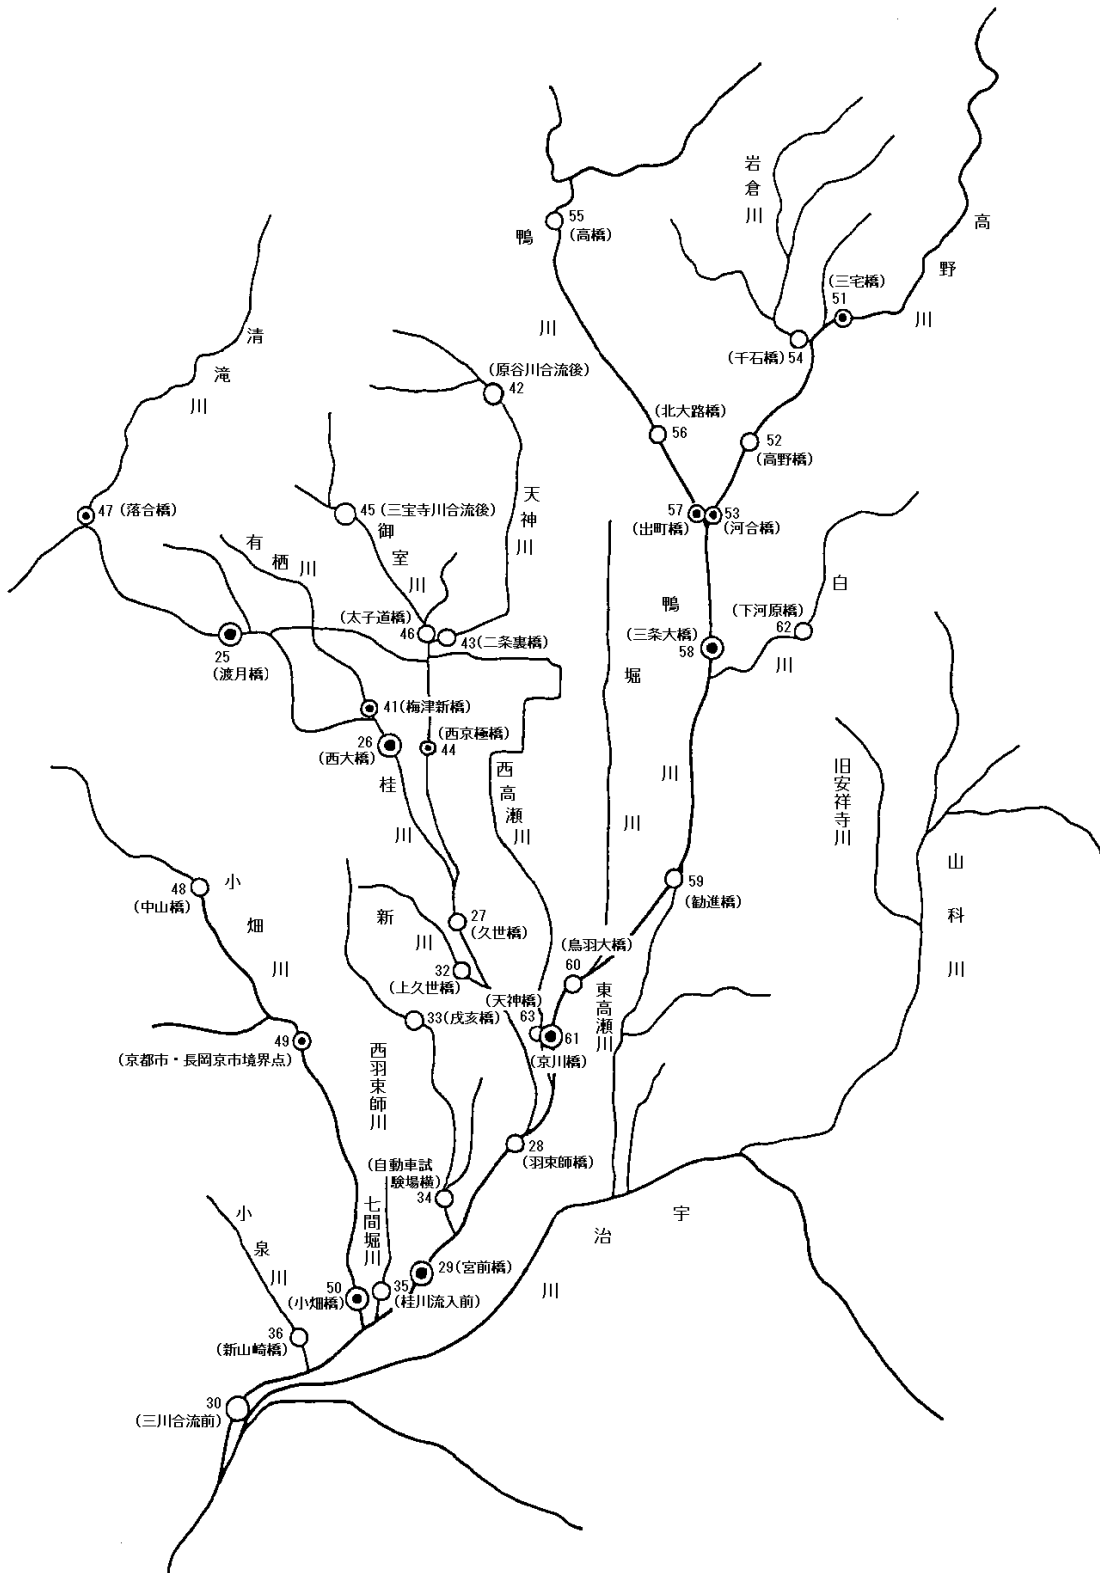 55
(高橋)
鴨
川
岩倉川
高
野
川
(三宅橋)
51
(千石橋) 54
清
滝
川
(原谷川合流後)
42
(北大路橋)
56
52
(高野橋)
47 (落合橋)
45 (三宝寺川合流後)
御
室
川
天神川
57
(出町橋)
53
(河合橋)
有
栖
川
(太子道橋)
46
43 (二条裏橋)
25
(渡月橋)
鴨
川
(三条大橋)
58
白
川
(下河原橋)
62
堀
川
41 (梅津新橋)
26
(西大橋)
(西京極橋)
44
桂
川
西高瀬川
旧安祥寺川
山
科
川
48
(中山橋)
小
畑
川
新
川
27
(久世橋)
59
(勧進橋)
(鳥羽大橋)
60
32
(上久世橋)
(天神橋)
63
33 (戌亥橋)
61
(京川橋)
東高瀬川
49
(京都市・長岡京市境界点)
西羽束師川
28
(羽束師橋)
(自動車試
験場横)
34
七間堀川
小
泉
川
宇
治
川
29 (宮前橋)
50
(小畑橋)
35
(桂川流入前)
36
(新山崎橋)
30
(三川合流前)